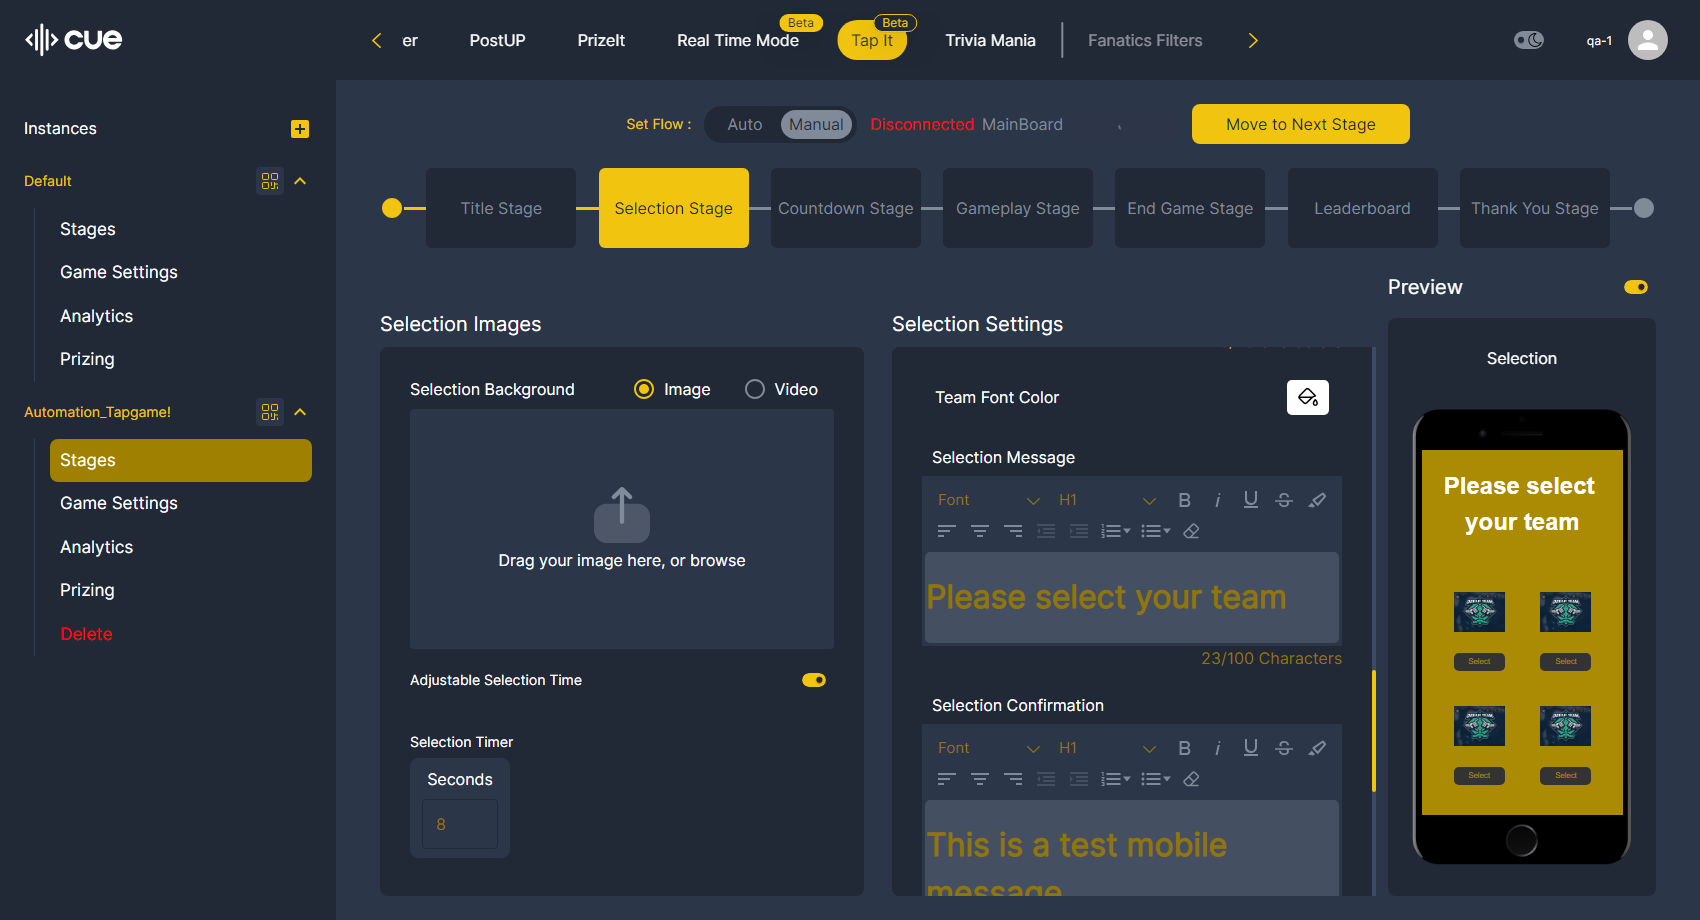 cue
er
PostUP
PrizeIt
Real Time Mode
Beta
Tap It
Beta
Trivia Mania
Fanatics Filters
qa-1
Instances
Default
Stages
Game Settings
Analytics
Prizing
Automation_Tapgame!
Stages
Game Settings
Analytics
Prizing
Delete
Set Flow :
Auto
Manual
Disconnected MainBoard
Move to Next Stage
Title Stage
Selection Stage
Countdown Stage
Gameplay Stage
End Game Stage
Leaderboard
Thank You Stage
Selection Images
Selection Background
Image
Video
Drag your image here, or browse
Adjustable Selection Time
Selection Timer
Seconds
8
Selection Settings
Team Font Color
Selection Message
Font
H1
B
i
U
S
Please select your team
23/100 Characters
Selection Confirmation
Font
H1
B
i
U
S
This is a test mobile
message
Preview
Selection
Please select
your team
Select
Select
Select
Select